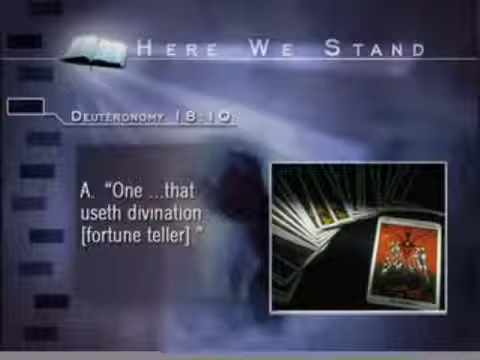 HERE WE STAND
DEUTERONOMY 18:10
A. “One ...that
useth divination
[fortune teller].”